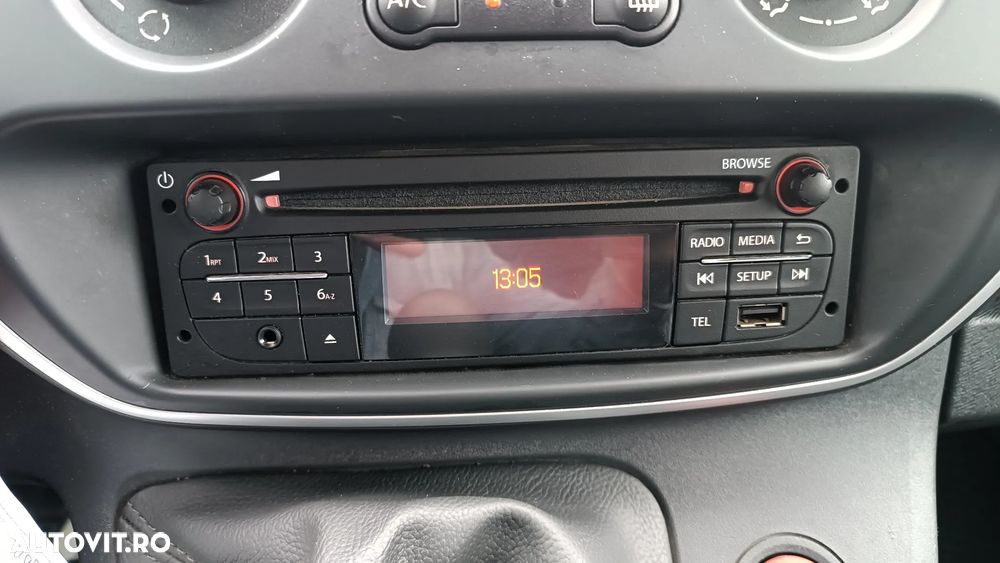 A/C
BROWSE
1RPT 2MIX 3
4 5 6A-Z
13:05
RADIO MEDIA
SETUP
TEL
AUTOVIT.RO